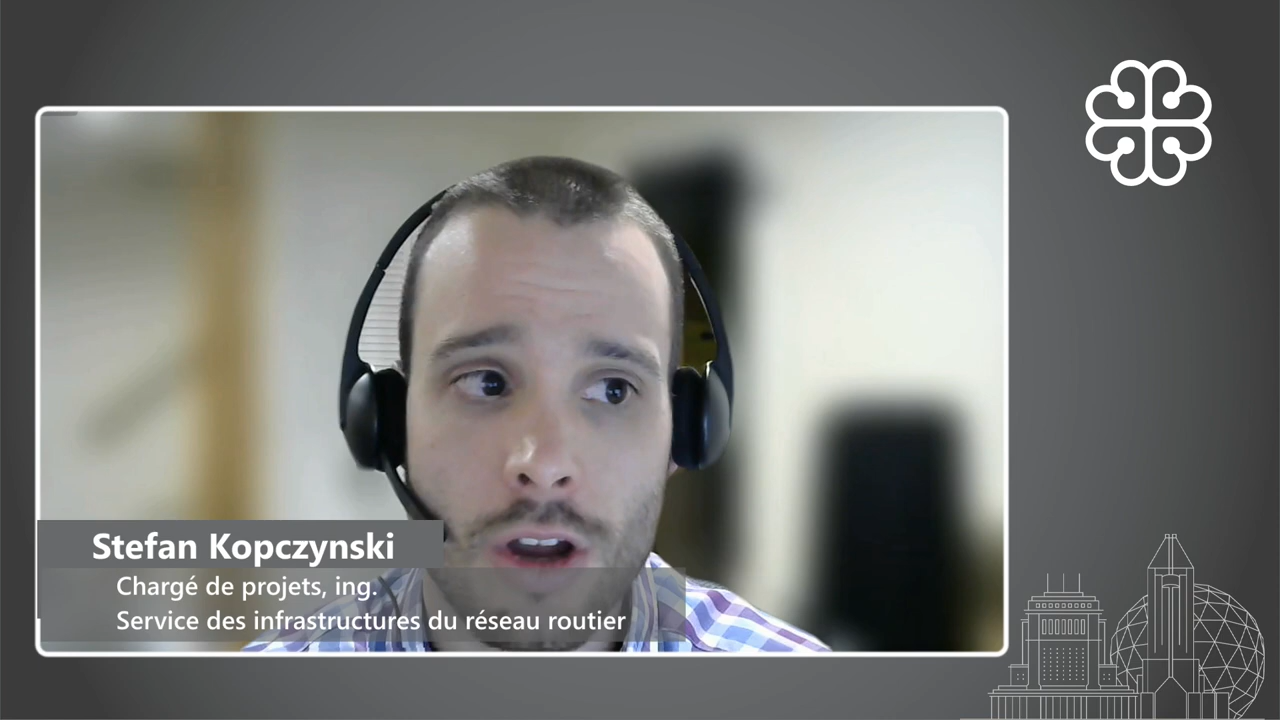 Stefan Kopczynski
Chargé de projets, ing.
Service des infrastructures du réseau routier